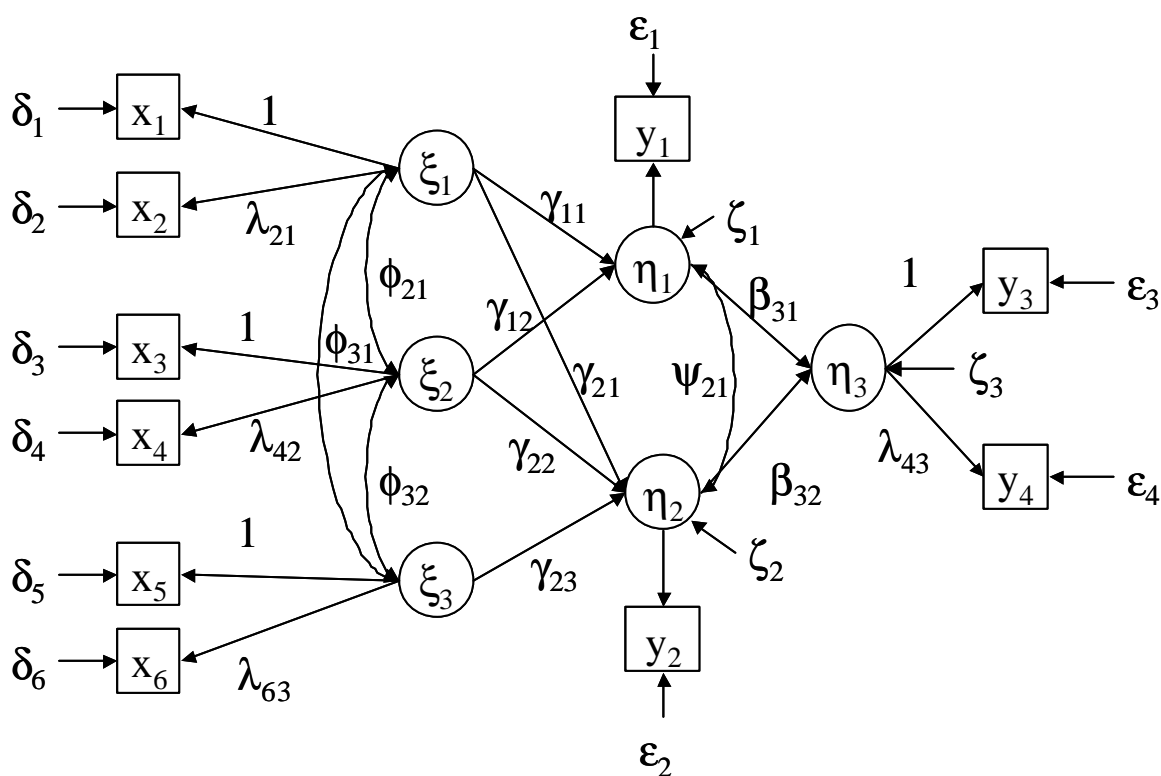 ε1
δ1
x1
1
y1
δ2
x2
λ21
ξ1
γ11
ζ1
η1
ϕ21
1
y3
ε3
β31
γ12
δ3
x3
1
ϕ31
ξ2
γ21
ψ21
η3
ζ3
δ4
x4
λ42
γ22
λ43
ϕ32
η2
β32
y4
ε4
1
δ5
x5
ξ3
γ23
ζ2
δ6
x6
λ63
y2
ε2